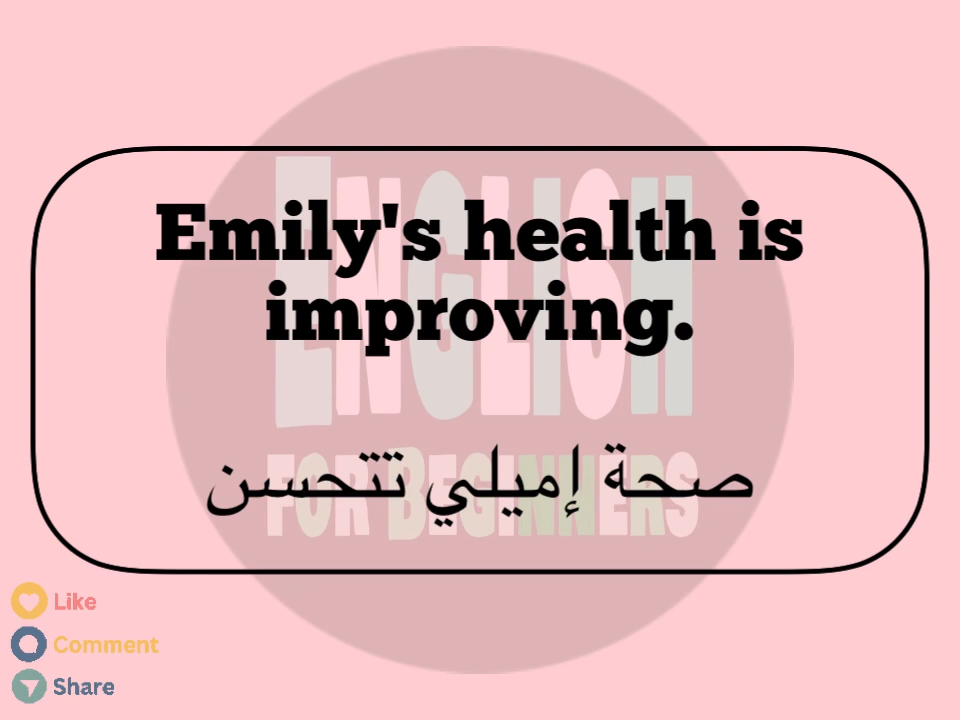 ENGLISH
FOR BEGINNERS
Emily's health is
improving.
صحة إميلي تتحسن
Like
Comment
Share